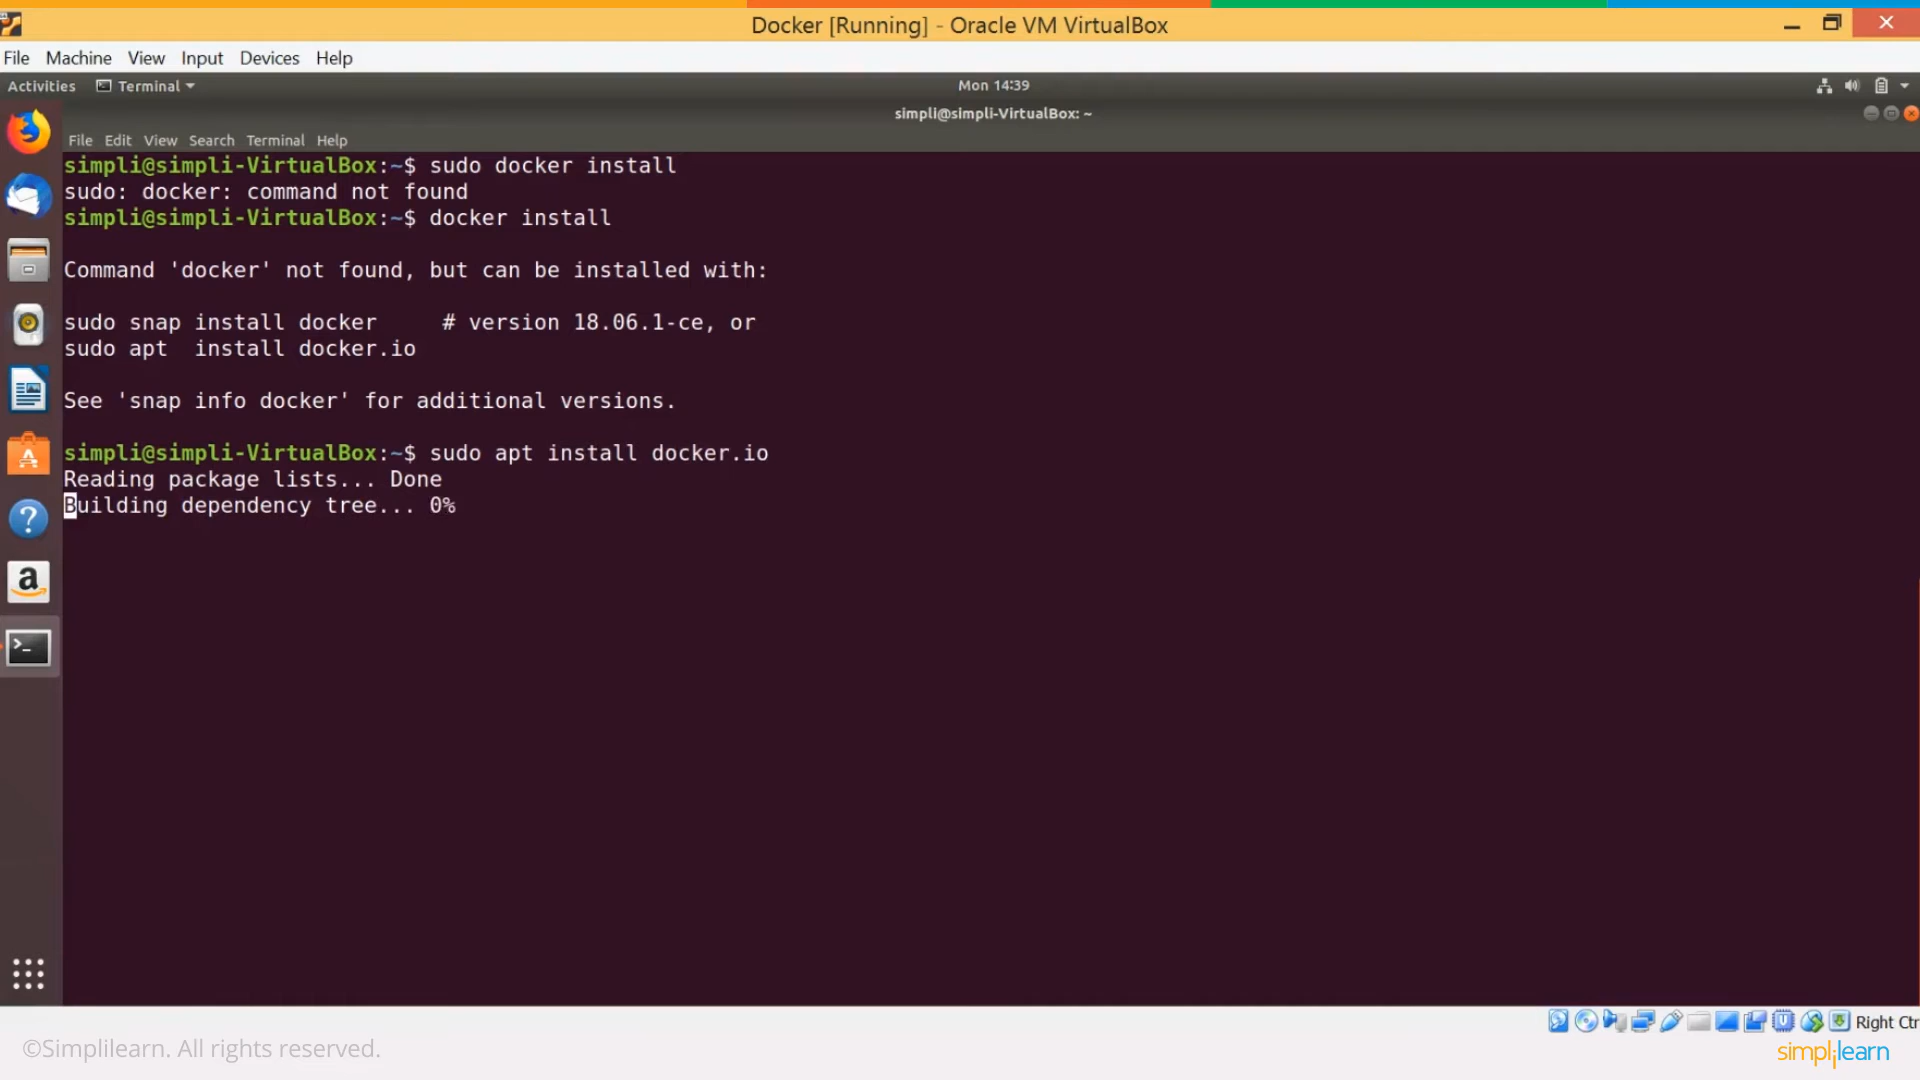 Docker [Running] - Oracle VM VirtualBox
File Machine View Input Devices Help
Activities Terminal Mon 14:39
simpli@simpli-VirtualBox: ~
File Edit View Search Terminal Help
simpli@simpli-VirtualBox:~$ sudo docker install
sudo: docker: command not found
simpli@simpli-VirtualBox:~$ docker install
Command 'docker' not found, but can be installed with:
sudo snap install docker     # version 18.06.1-ce, or
sudo apt  install docker.io
See 'snap info docker' for additional versions.
simpli@simpli-VirtualBox:~$ sudo apt install docker.io
Reading package lists... Done
Building dependency tree... 0%
Right Ctr
©Simplilearn. All rights reserved.
simplilearn